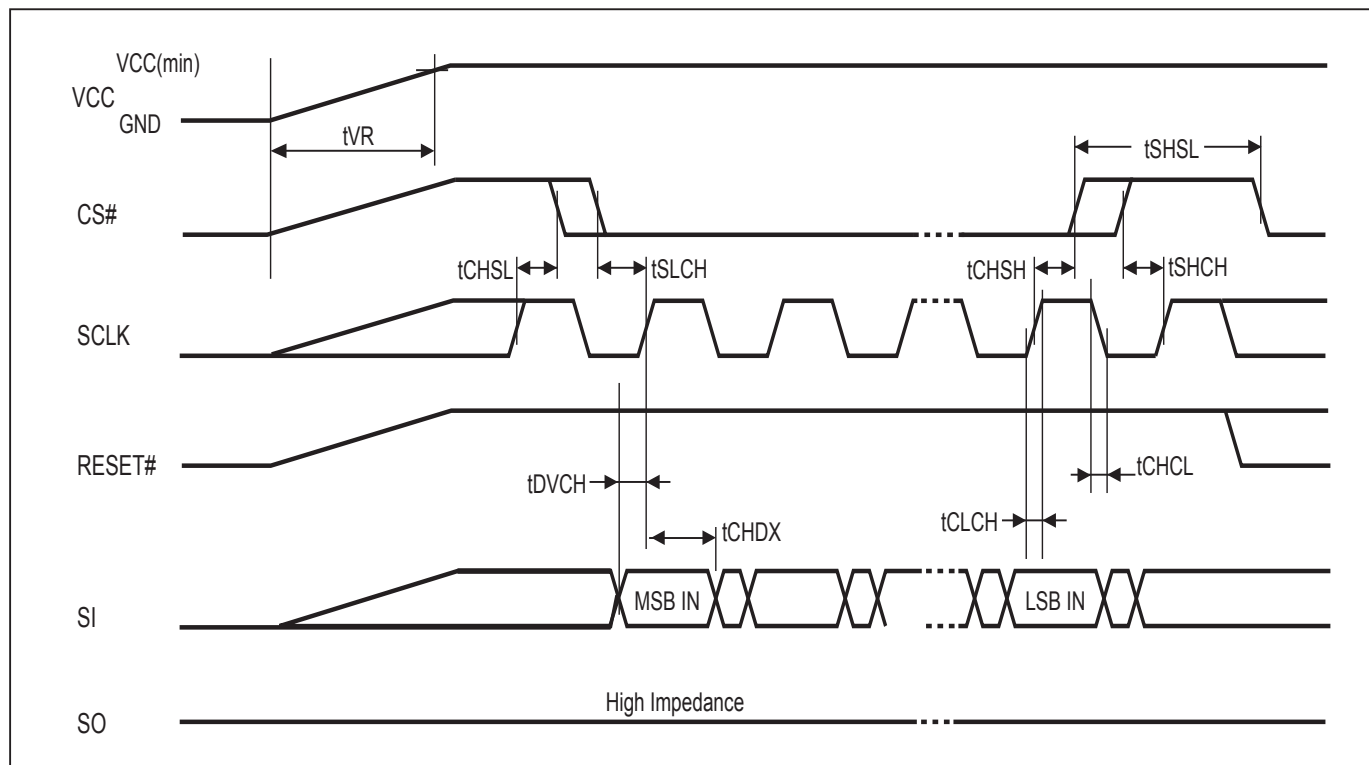 VCC(min)
VCC
GND
tVR
tSHSL
CS#
tCHSL
tSLCH
tCHSH
tSHCH
SCLK
RESET#
tDVCH
tCHCL
tCLCH
tCHDX
SI
MSB IN
LSB IN
High Impedance
SO